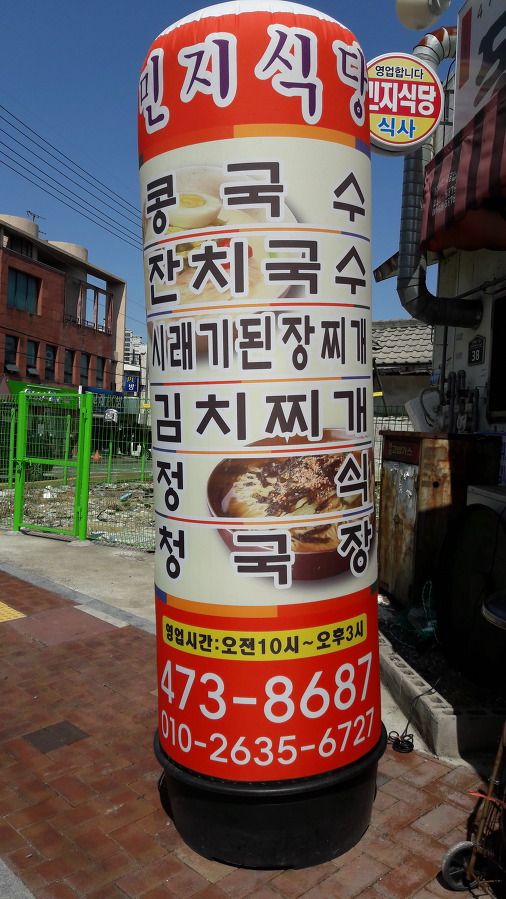 민지식당
영업합니다
민지식당
식사
콩국수
잔치국수
시래기된장찌개
김치찌개
정식
청국장
영업시간:오전10시~오후3시
473-8687
010-2635-6727
38